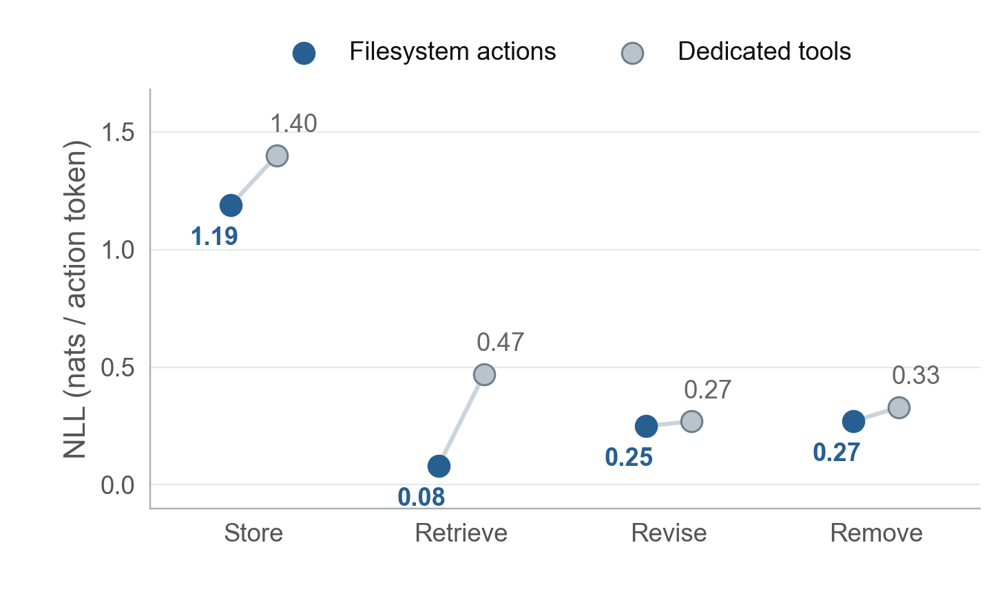 Filesystem actions
Dedicated tools
NLL (nats / action token)
1.5
1.0
0.5
0.0
1.40
1.19
0.47
0.08
0.27
0.25
0.33
0.27
Store
Retrieve
Revise
Remove